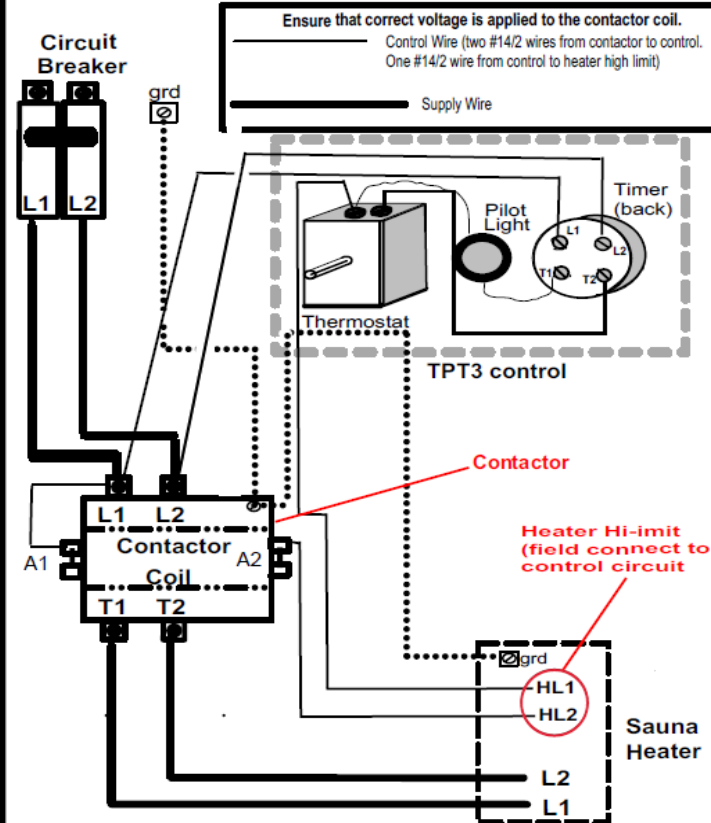 Ensure that correct voltage is applied to the contactor coil.
Control Wire (two #14/2 wires from contactor to control.
One #14/2 wire from control to heater high limit)
Supply Wire
Circuit
Breaker
grd
L1 L2
Timer
(back)
Pilot
Light
L1
L2
T1
T2
Thermostat
TPT3 control
Contactor
L1 L2
Contactor
A1
A2
Coil
T1 T2
Heater Hi-imit
(field connect to
control circuit
grd
HL1
HL2
Sauna
Heater
L2
L1